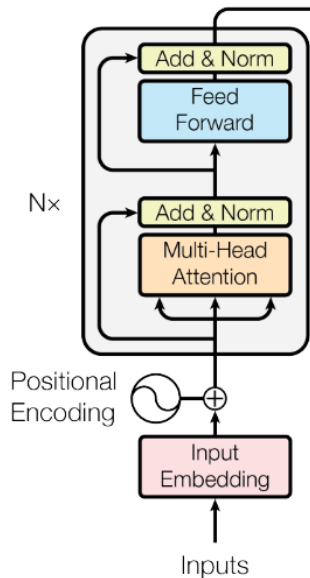 Add & Norm
Feed
Forward
N×
Add & Norm
Multi-Head
Attention
Positional
Encoding
Input
Embedding
Inputs